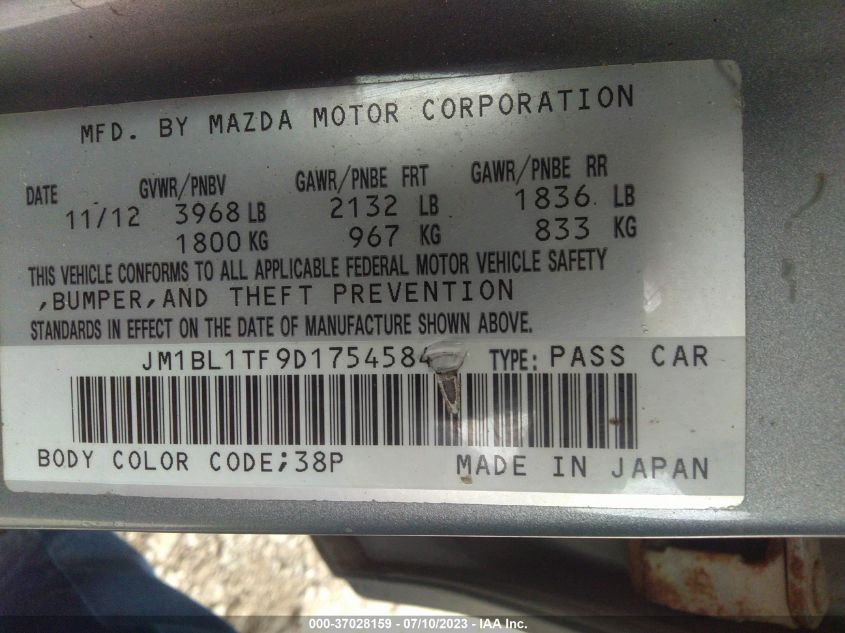 MFD. BY MAZDA MOTOR CORPORATION
DATE GVWR/PNBV GAWR/PNBE FRT GAWR/PNBE RR
11/12 3968 LB 2132 LB 1836 LB
1800 KG 967 KG 833 KG
THIS VEHICLE CONFORMS TO ALL APPLICABLE FEDERAL MOTOR VEHICLE SAFETY
,BUMPER,AND THEFT PREVENTION
STANDARDS IN EFFECT ON THE DATE OF MANUFACTURE SHOWN ABOVE.
JM1BL1TF9D1754584 TYPE: PASS CAR
BODY COLOR CODE;38P MADE IN JAPAN
000-37028159 — 07/10/2023 — IAA Inc.